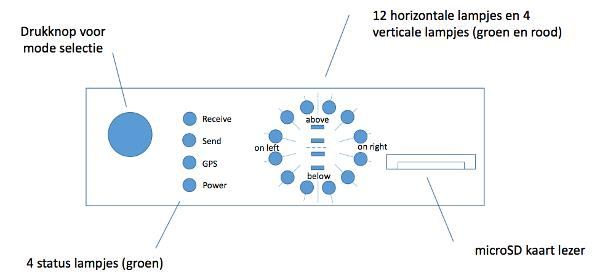 12 horizontale lampjes en 4
verticale lampjes (groen en rood)
Drukknop voor
mode selectie
Receive
Send
GPS
Power
above
on left
on right
below
4 status lampjes (groen)
microSD kaart lezer